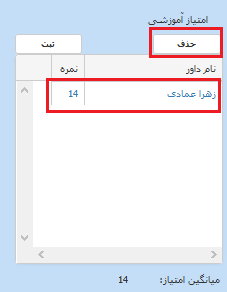 امتیاز آموزشی
حذف ثبت
نام داور نمره
زهرا عمادی 14
میانگین امتیاز: 14